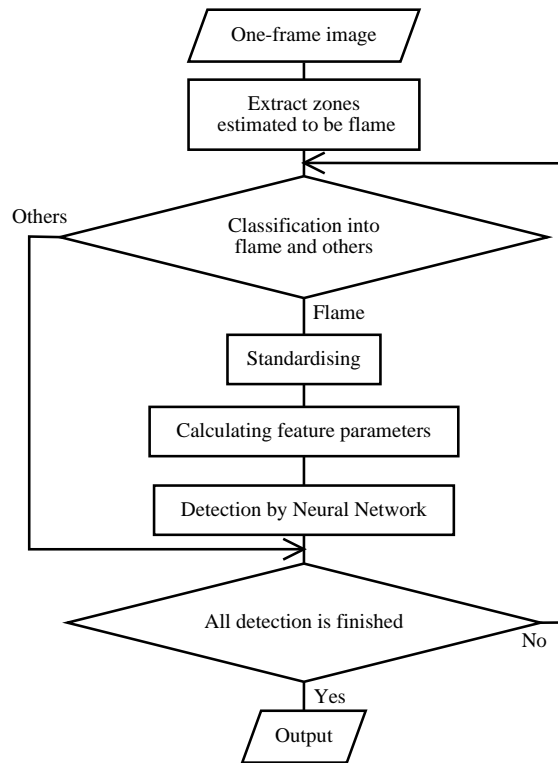 One-frame image
Extract zones
estimated to be flame
Others
Classification into
flame and others
Flame
Standardising
Calculating feature parameters
Detection by Neural Network
All detection is finished
No
Yes
Output